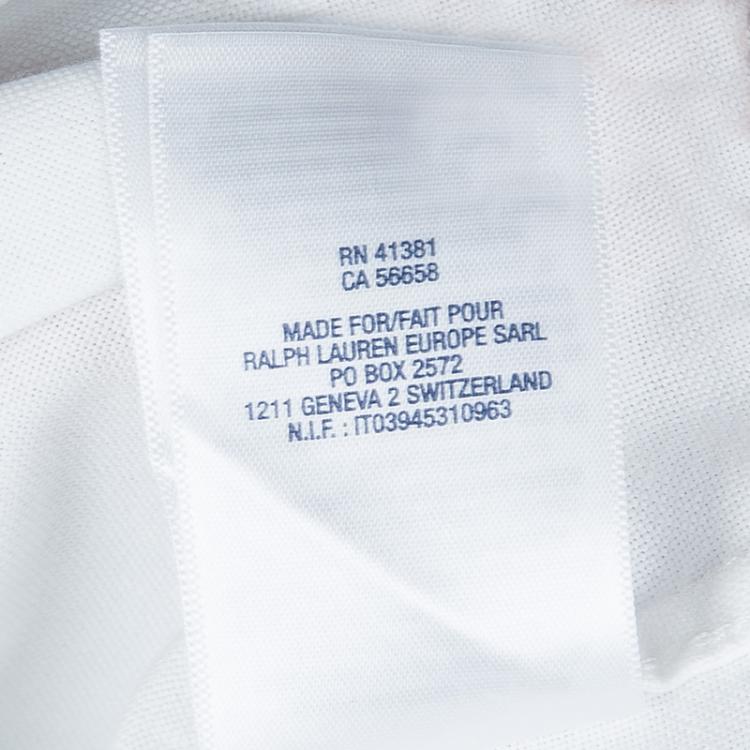 RN 41381
CA 56658
MADE FOR/FAIT POUR
RALPH LAUREN EUROPE SARL
PO BOX 2572
1211 GENEVA 2 SWITZERLAND
N.I.F. : IT03945310963